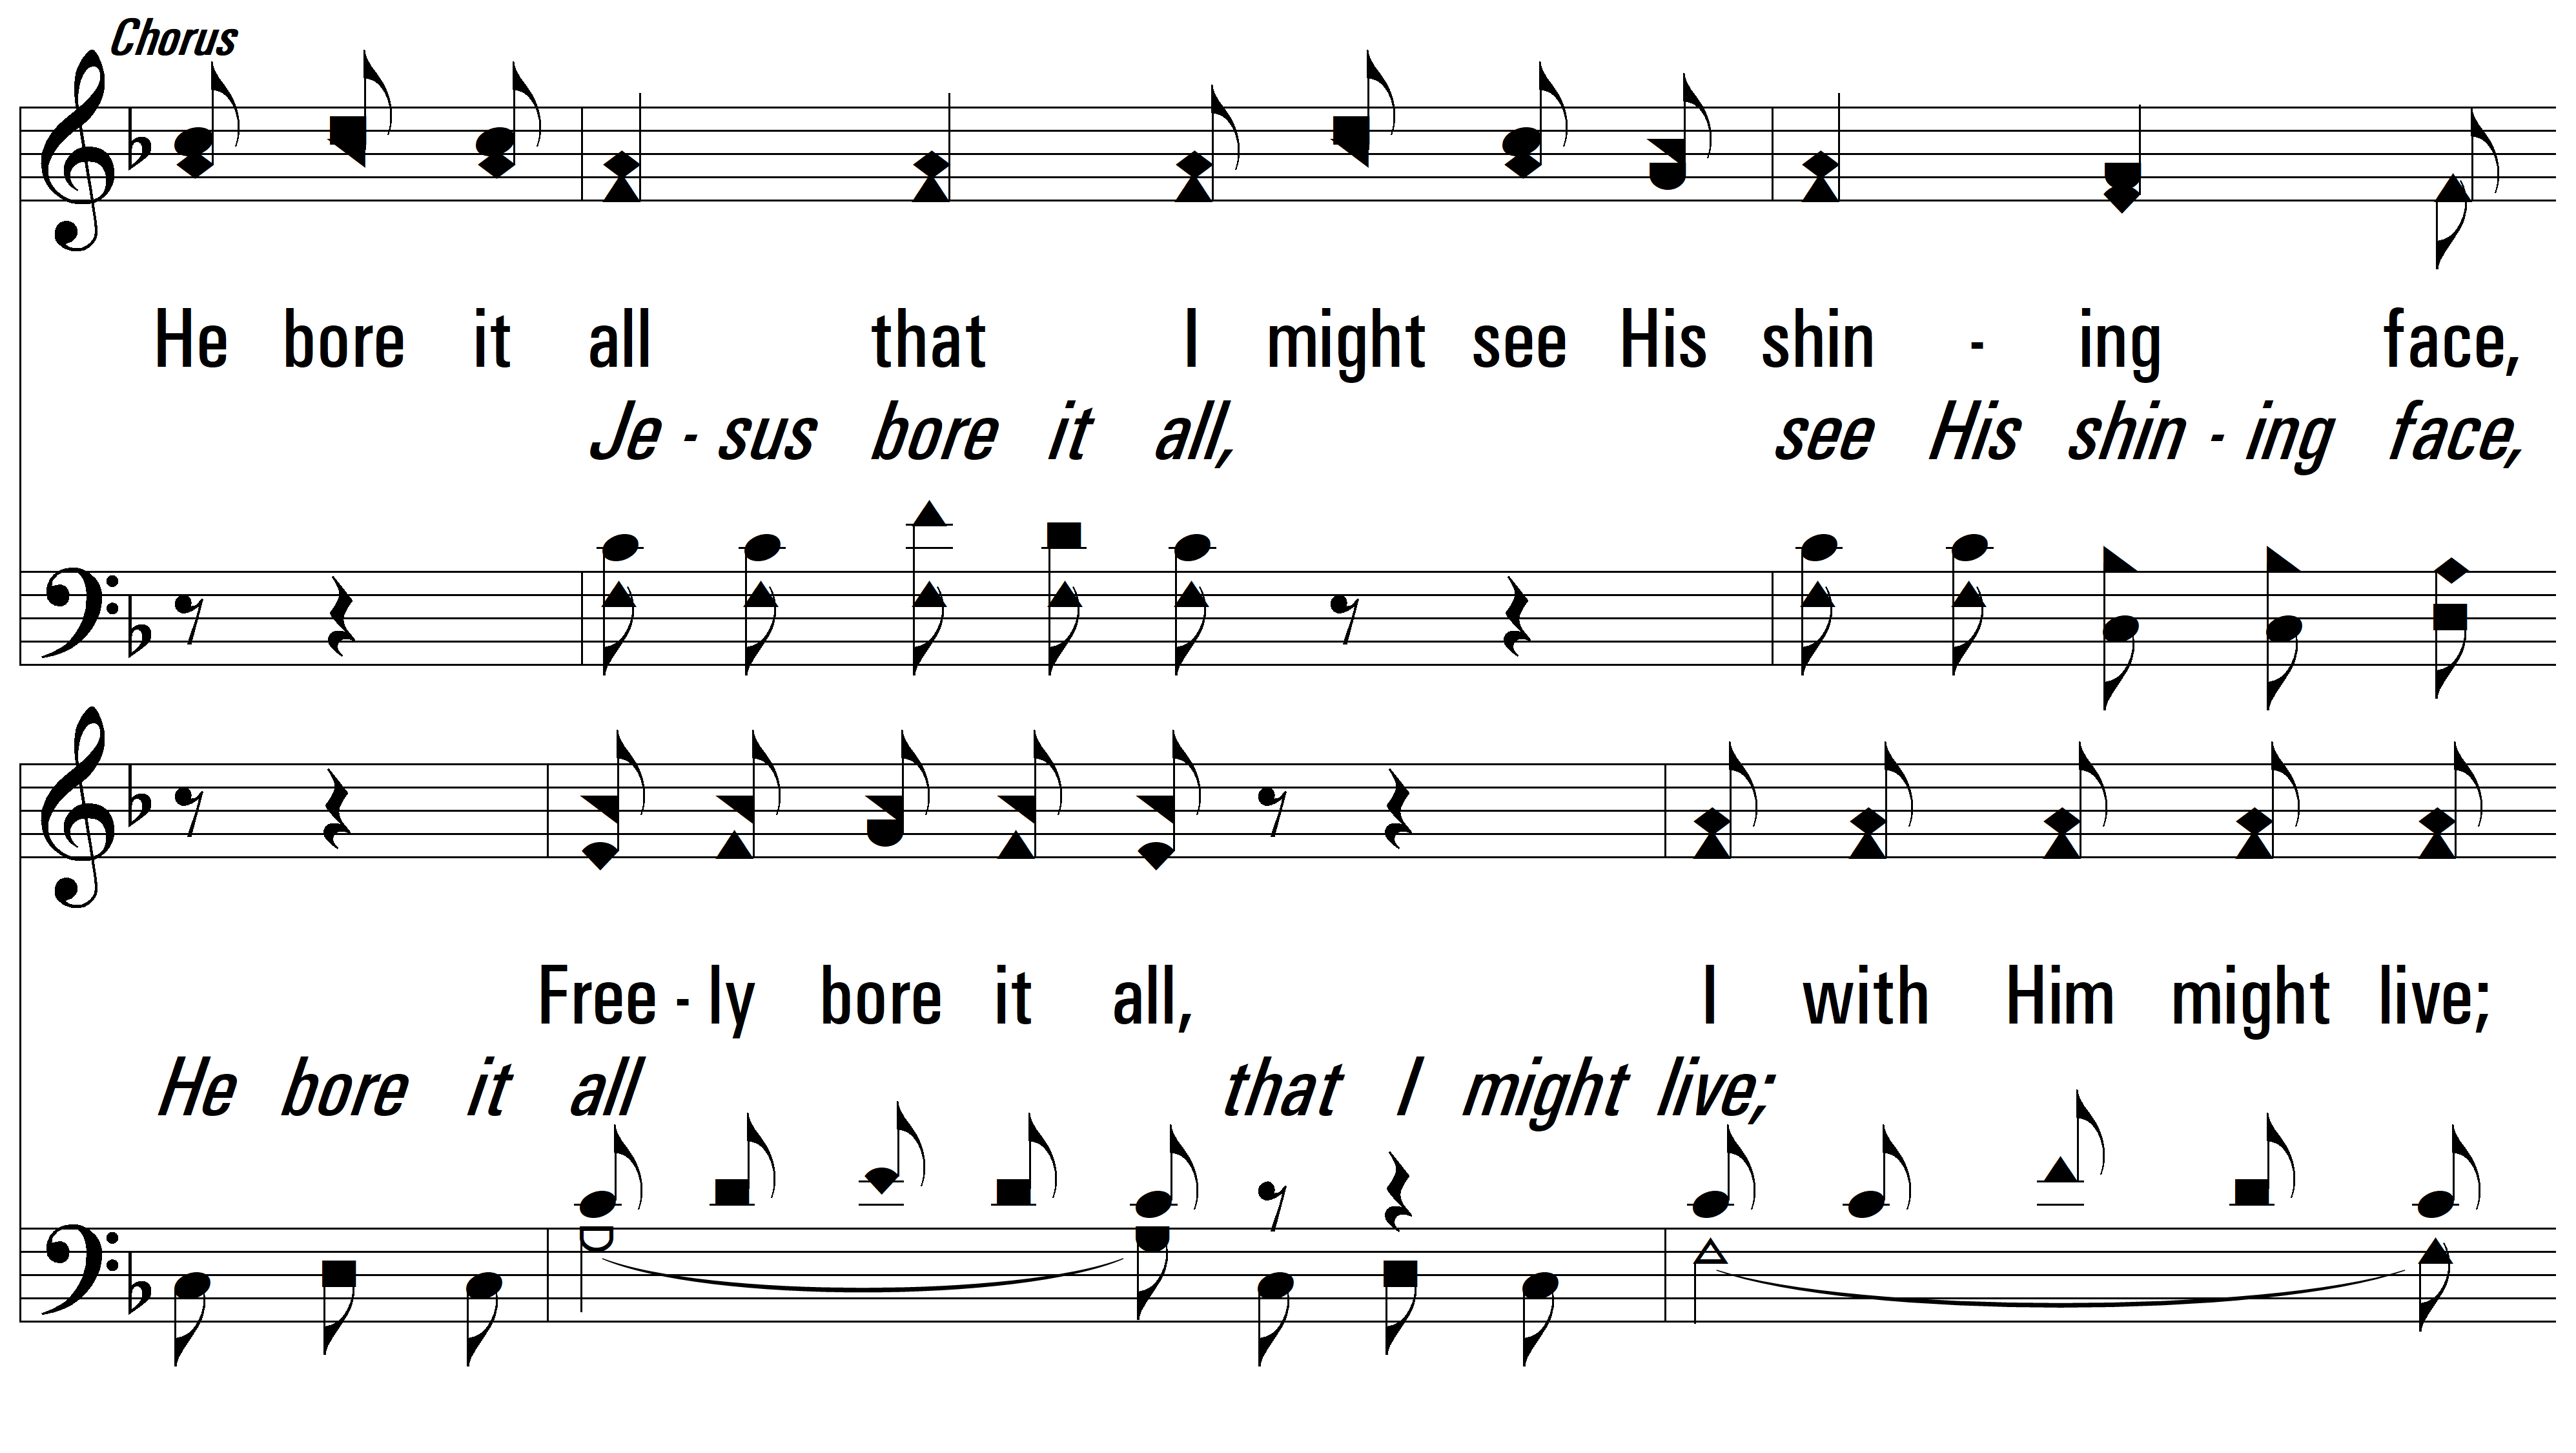 Chorus
He bore it all that I might see His shin - ing face,
Je - sus bore it all, see His shin - ing face,
Free - ly bore it all, I with Him might live;
He bore it all that I might live;